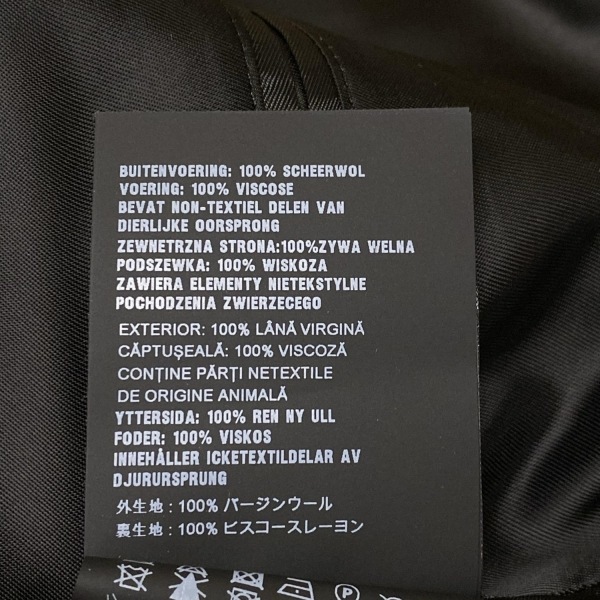 BUITENVOERING: 100% SCHEERWOL
VOERING: 100% VISCOSE
BEVAT NON-TEXTIEL DELEN VAN
DIERLIJKE OORSPRONG
ZEWNETRZNA STRONA:100%ZYWA WELNA
PODSZEWKA: 100% WISKOZA
ZAWIERA ELEMENTY NIETEKSTYLNE
POCHODZENIA ZWIERZECEGO
EXTERIOR: 100% LÂNĂ VIRGINĂ
CĂPTUȘEALĂ: 100% VISCOZĂ
CONȚINE PĂRȚI NETEXTILE
DE ORIGINE ANIMALĂ
YTTERSIDA: 100% REN NY ULL
FODER: 100% VISKOS
INNEHÅLLER ICKETEXTILDELAR AV
DJURURSPRUNG
外生地 : 100% バージンウール
裏生地 : 100% ビスコースレーヨン
P